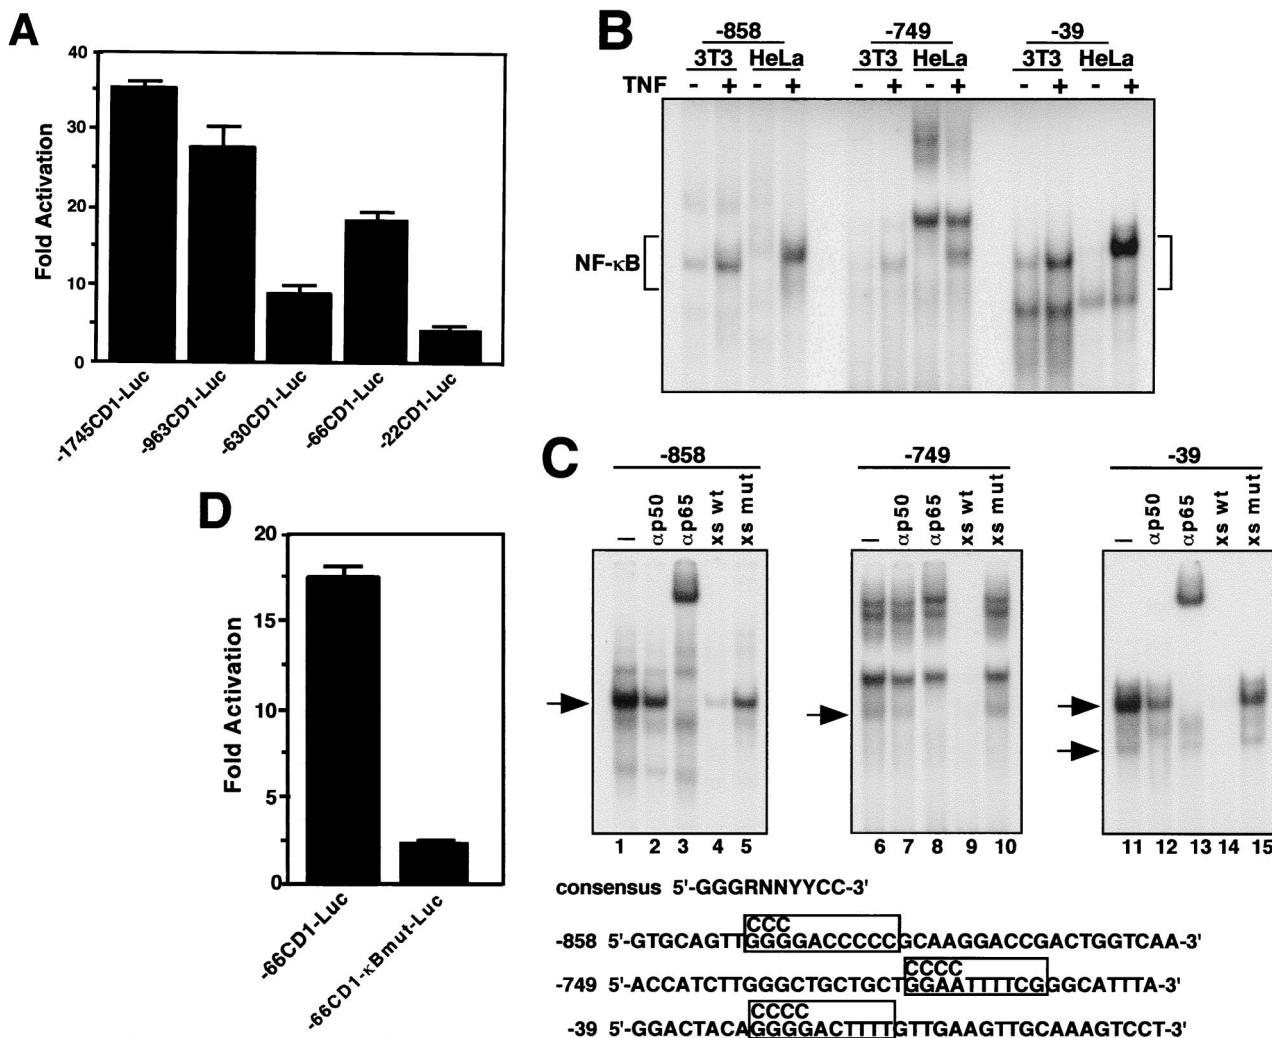 A
40
30
20
10
0
Fold Activation
-1745CD1-Luc
-963CD1-Luc
-630CD1-Luc
-66CD1-Luc
-22CD1-Luc
B
-858 -749 -39
3T3 HeLa 3T3 HeLa 3T3 HeLa
TNF - + - + - + - + - + - +
NF-κB
C
-858 -749 -39
– αp50 αp65 xs wt xs mut
αp50 αp65 xs wt xs mut
– αp50 αp65 xs wt xs mut
1 2 3 4 5 6 7 8 9 10 11 12 13 14 15
D
20
15
10
5
0
Fold Activation
-66CD1-Luc
-66CD1-κBmut-Luc
consensus 5'-GGGRNNYYCC-3'
CCC
-858 5'-GTGCAGTTGGGGACCCCCGCAAGGACCGACTGGTCAA-3'
CCCC
-749 5'-ACCATCTTGGGCTGCTGCTGGAATTTTCGGGCATTTA-3'
CCCC
-39 5'-GGACTACAGGGGACTTTTGTTGAAGTTGCAAAGTCCT-3'